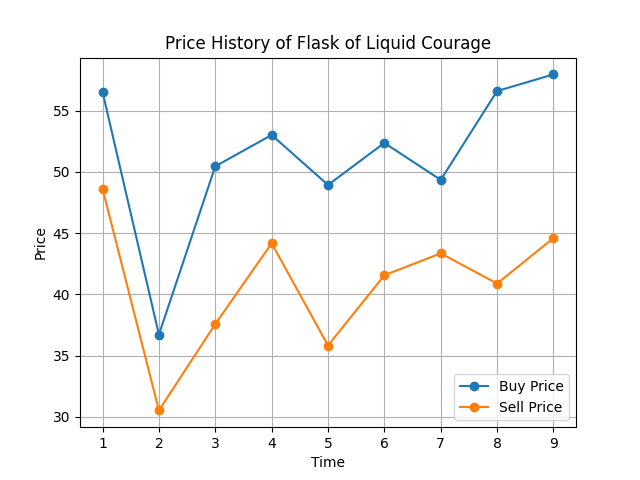 Price History of Flask of Liquid Courage
55
50
45
40
35
30
Price
1 2 3 4 5 6 7 8 9
Time
Buy Price
Sell Price